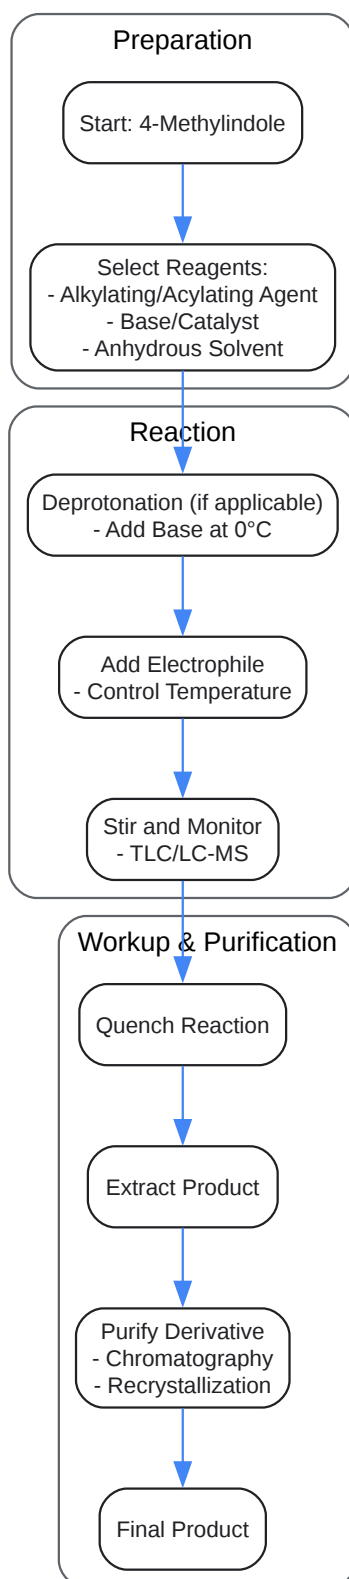 Preparation
Start: 4-Methylindole
Select Reagents:
- Alkylating/Acylating Agent
- Base/Catalyst
- Anhydrous Solvent
Reaction
Deprotonation (if applicable)
- Add Base at 0°C
Add Electrophile
- Control Temperature
Stir and Monitor
- TLC/LC-MS
Workup & Purification
Quench Reaction
Extract Product
Purify Derivative
- Chromatography
- Recrystallization
Final Product